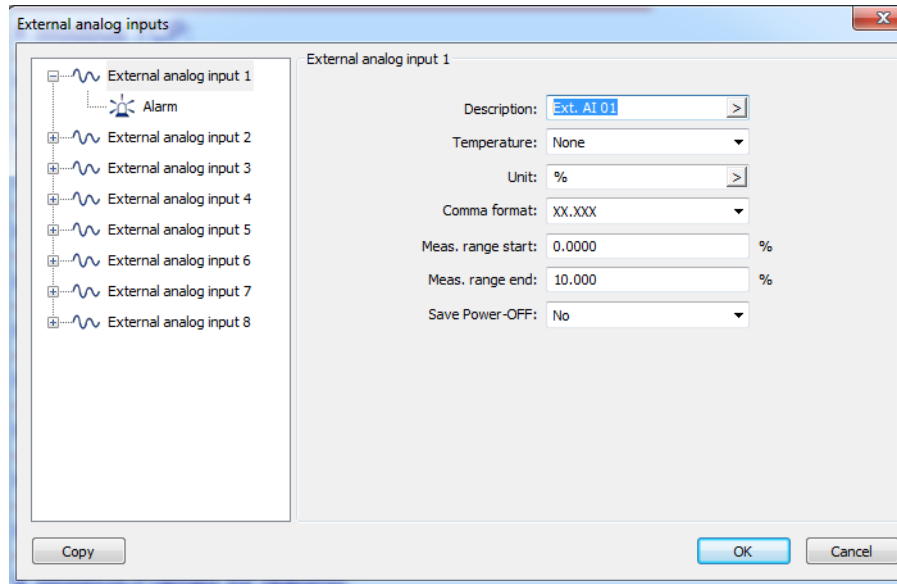 External analog inputs
External analog input 1
Alarm
External analog input 2
External analog input 3
External analog input 4
External analog input 5
External analog input 6
External analog input 7
External analog input 8
External analog input 1
Description: Ext. AI 01 >
Temperature: None
Unit: % >
Comma format: XX.XXX
Meas. range start: 0.0000 %
Meas. range end: 10.000 %
Save Power-OFF: No
Copy
OK
Cancel